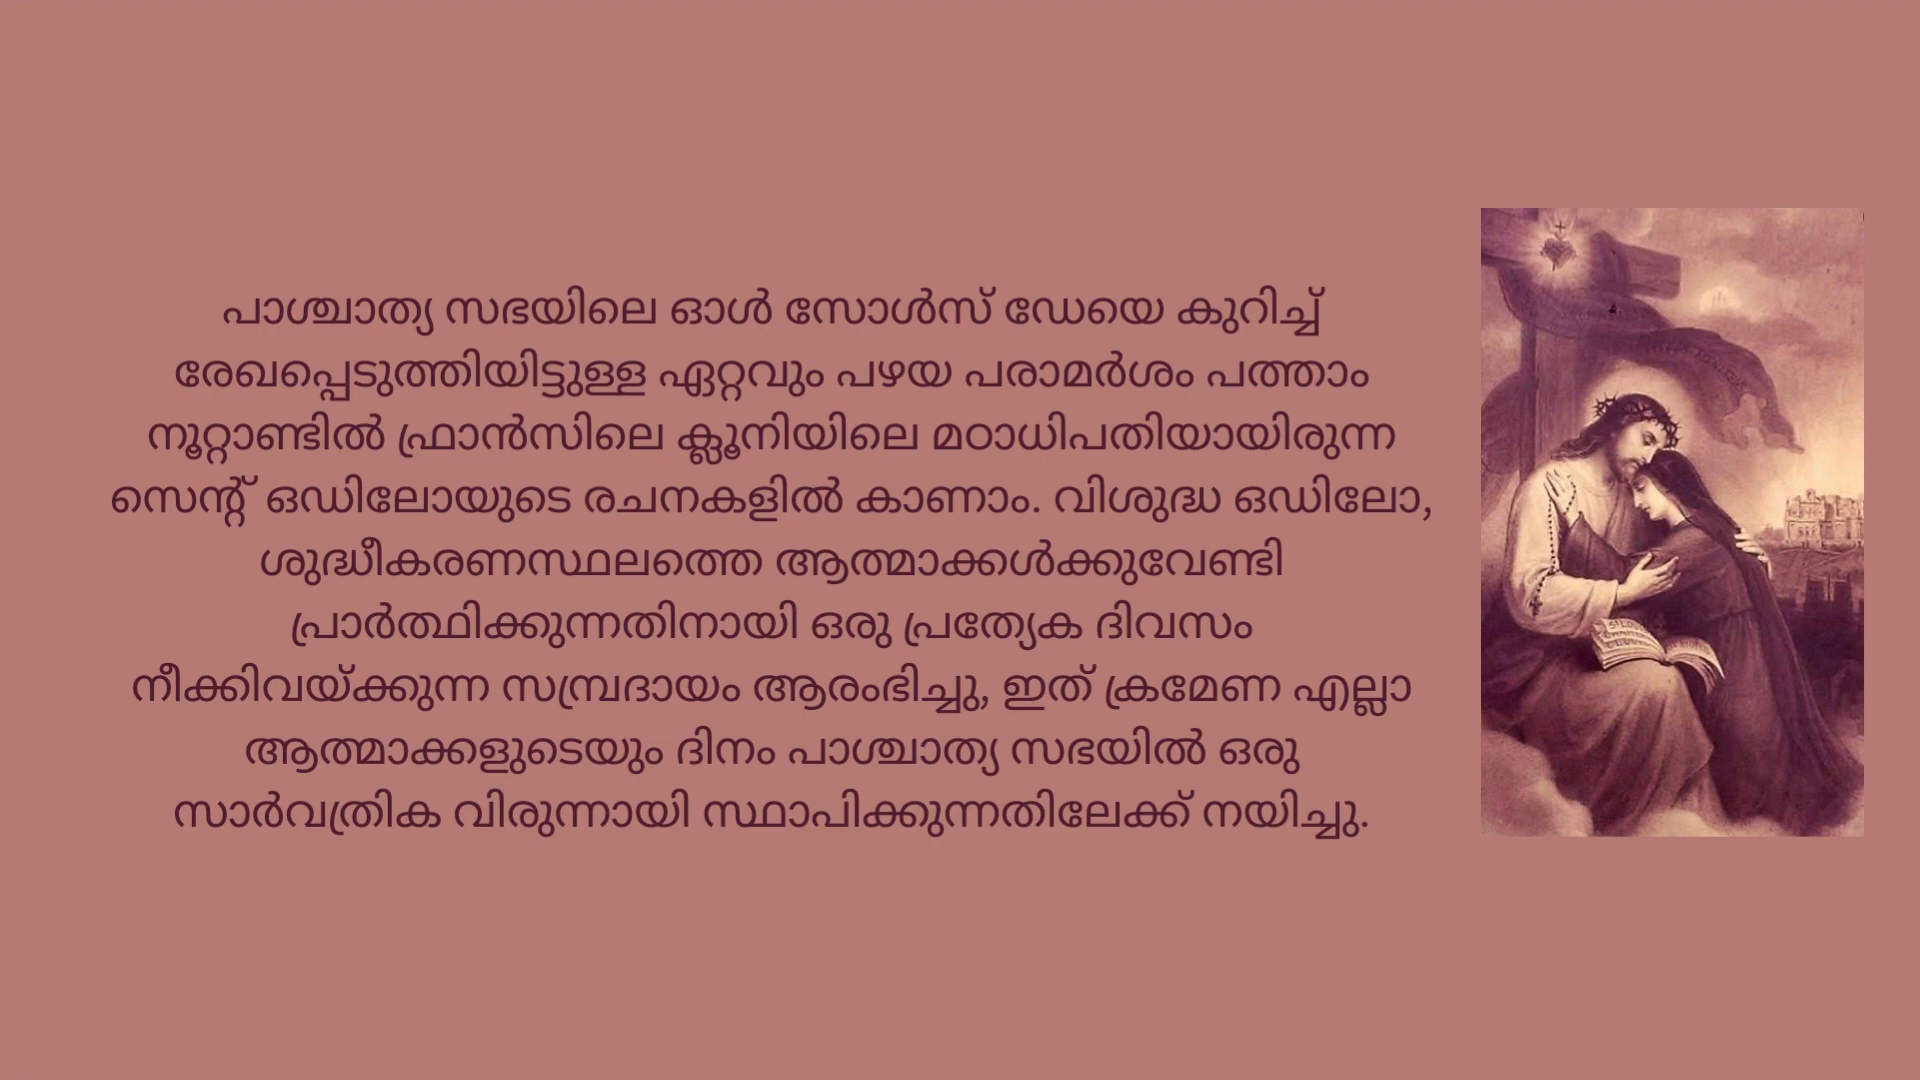 പാശ്ചാത്യ സഭയിലെ ഓൾ സോൾസ് ഡേയെ കുറിച്ച്
രേഖപ്പെടുത്തിയിട്ടുള്ള ഏറ്റവും പഴയ പരാമർശം പത്താം
നൂറ്റാണ്ടിൽ ഫ്രാൻസിലെ ക്ലൂനിയിലെ മഠാധിപതിയായിരുന്ന
സെന്റ് ഒഡിലോയുടെ രചനകളിൽ കാണാം. വിശുദ്ധ ഒഡിലോ,
ശുദ്ധീകരണസ്ഥലത്തെ ആത്മാക്കൾക്കുവേണ്ടി
പ്രാർത്ഥിക്കുന്നതിനായി ഒരു പ്രത്യേക ദിവസം
നീക്കിവയ്ക്കുന്ന സമ്പ്രദായം ആരംഭിച്ചു, ഇത് ക്രമേണ എല്ലാ
ആത്മാക്കളുടെയും ദിനം പാശ്ചാത്യ സഭയിൽ ഒരു
സാർവത്രിക വിരുന്നായി സ്ഥാപിക്കുന്നതിലേക്ക് നയിച്ചു.